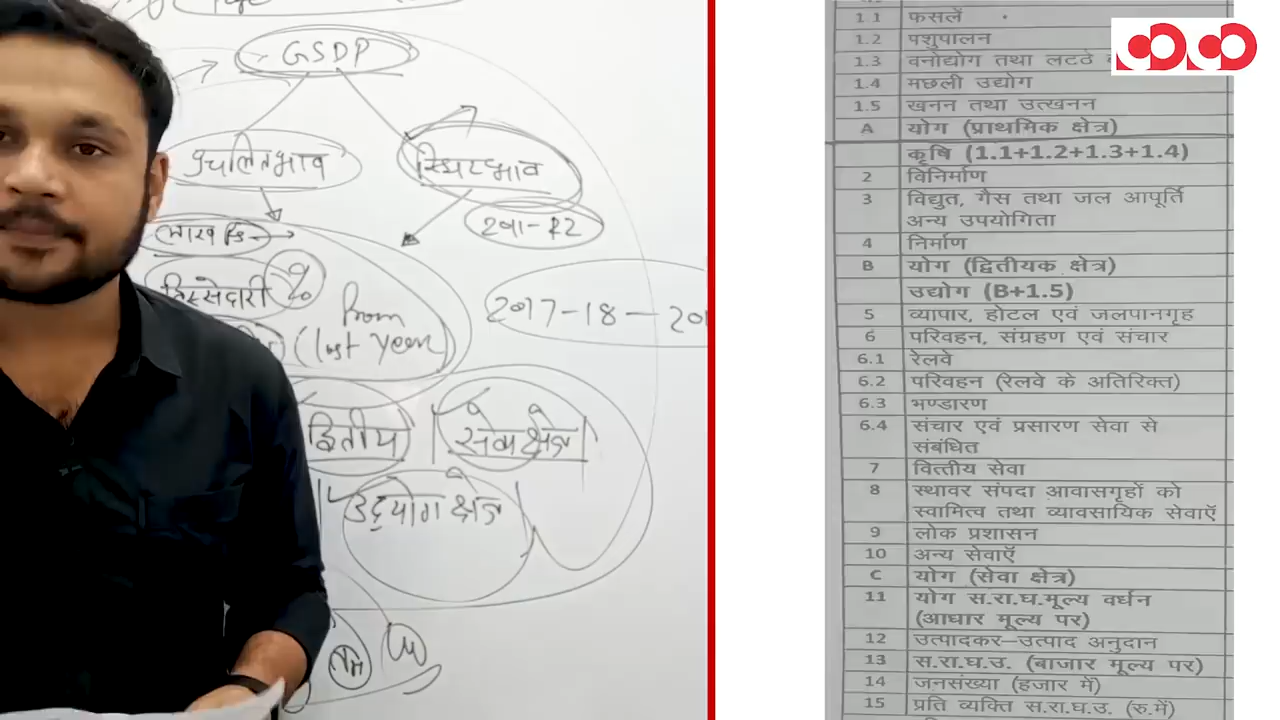 GSDP
प्रचलितभाव
स्थिरभाव
2011-12
लाख
हिस्सेदारी %
from
(last year)
2017-18 — 201
द्वितीय
सेवा क्षेत्र
उद्योग क्षेत्र
1.1 फसलें
1.2 पशुपालन
1.3 वनोद्योग तथा लटठे
1.4 मछली उद्योग
1.5 खनन तथा उत्खनन
A योग (प्राथमिक क्षेत्र)
कृषि (1.1+1.2+1.3+1.4)
2 विनिर्माण
3 विद्युत, गैस तथा जल आपूर्ति
अन्य उपयोगिता
4 निर्माण
B योग (द्वितीयक क्षेत्र)
उद्योग (B+1.5)
5 व्यापार, होटल एवं जलपानगृह
6 परिवहन, संग्रहण एवं संचार
6.1 रेलवे
6.2 परिवहन (रेलवे के अतिरिक्त)
6.3 भण्डारण
6.4 संचार एवं प्रसारण सेवा से
संबंधित
7 वित्तीय सेवा
8 स्थावर संपदा आवासगृहों को
स्वामित्व तथा व्यावसायिक सेवाऍ
9 लोक प्रशासन
10 अन्य सेवाऍ
C योग (सेवा क्षेत्र)
11 योग स.रा.घ.मूल्य वर्धन
(आधार मूल्य पर)
12 उत्पादकर–उत्पाद अनुदान
13 स.रा.घ.उ. (बाजार मूल्य पर)
14 जनसंख्या (हजार में)
15 प्रति व्यक्ति स.रा.घ.उ. (रु.में)